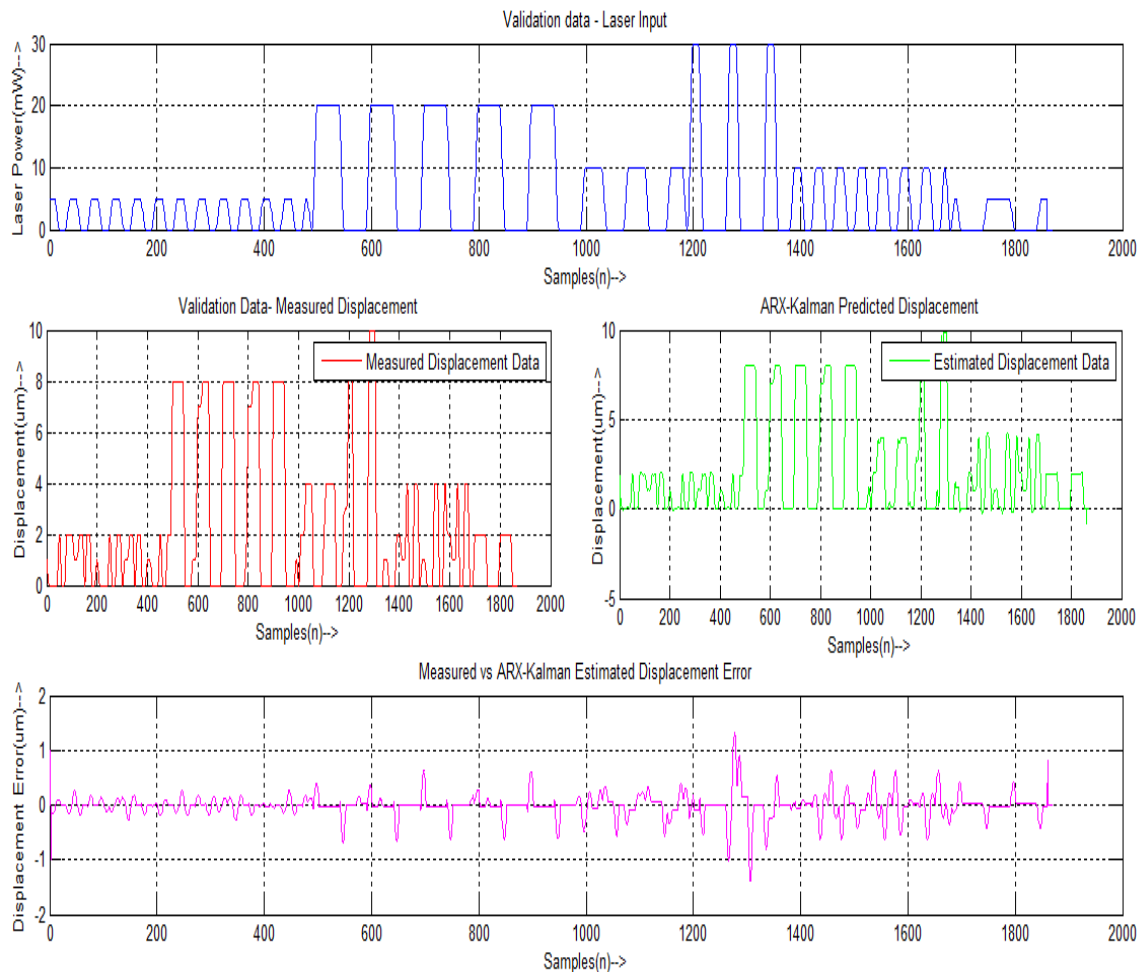 Validation data - Laser Input
Laser Power(mW)-->
30
20
10
0
0 200 400 600 800 1000 1200 1400 1600 1800 2000
Samples(n)-->
Validation Data- Measured Displacement
Displacement(um)-->
10
8
6
4
2
0
Measured Displacement Data
0 200 400 600 800 1000 1200 1400 1600 1800 2000
Samples(n)-->
ARX-Kalman Predicted Displacement
Displacement(um)-->
10
5
0
-5
Estimated Displacement Data
0 200 400 600 800 1000 1200 1400 1600 1800 2000
Samples(n)-->
Measured vs ARX-Kalman Estimated Displacement Error
Displacement Error(um)-->
2
1
0
-1
-2
0 200 400 600 800 1000 1200 1400 1600 1800 2000
Samples(n)-->